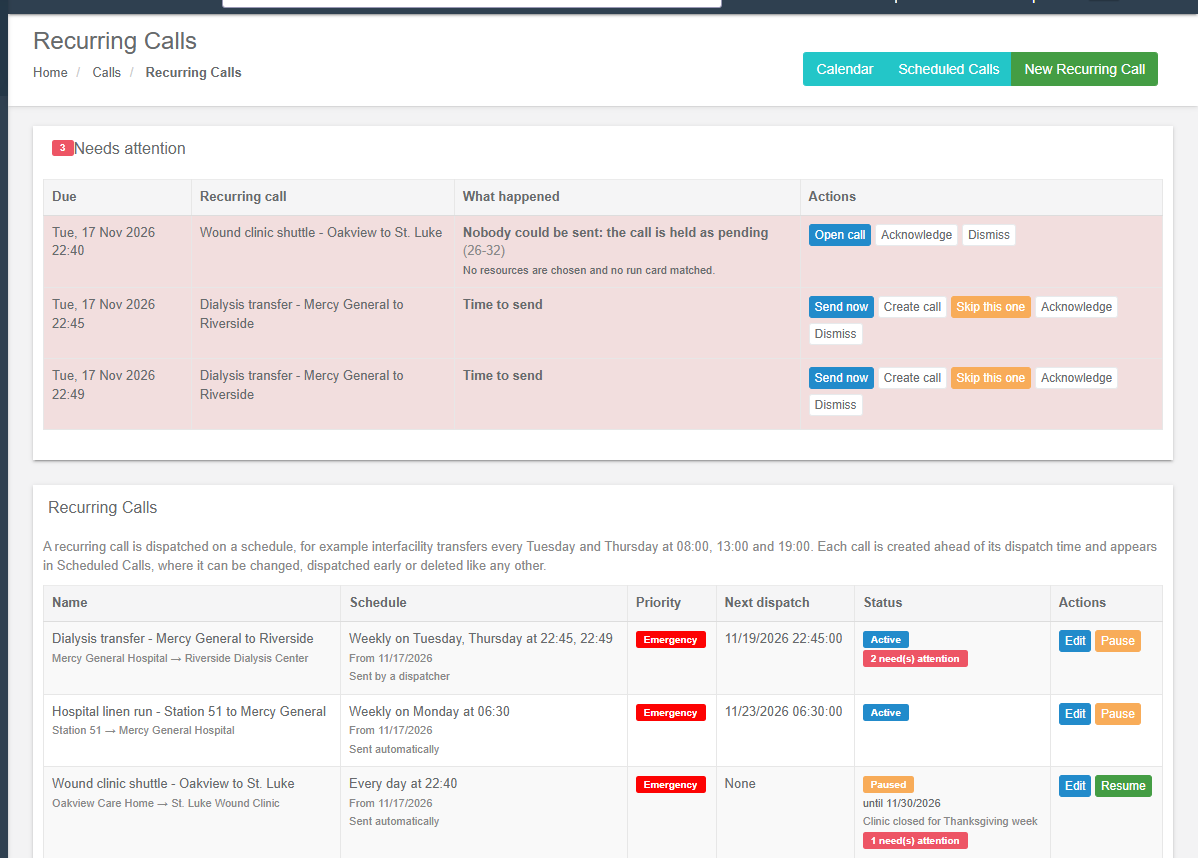 Recurring Calls
Home / Calls / Recurring Calls
Calendar Scheduled Calls New Recurring Call
3 Needs attention
Due Recurring call What happened Actions
Tue, 17 Nov 2026 22:40
Wound clinic shuttle - Oakview to St. Luke
Nobody could be sent: the call is held as pending
(26-32)
No resources are chosen and no run card matched.
Open call Acknowledge Dismiss
Tue, 17 Nov 2026
22:45
Dialysis transfer - Mercy General to
Riverside
Time to send
Send now Create call Skip this one Acknowledge
Dismiss
Tue, 17 Nov 2026
22:49
Dialysis transfer - Mercy General to
Riverside
Time to send
Send now Create call Skip this one Acknowledge
Dismiss
Recurring Calls
A recurring call is dispatched on a schedule, for example interfacility transfers every Tuesday and Thursday at 08:00, 13:00 and 19:00. Each call is created ahead of its dispatch time and appears
in Scheduled Calls, where it can be changed, dispatched early or deleted like any other.
Name Schedule Priority Next dispatch Status Actions
Dialysis transfer - Mercy General to Riverside
Mercy General Hospital → Riverside Dialysis Center
Weekly on Tuesday, Thursday at 22:45, 22:49
From 11/17/2026
Sent by a dispatcher
Emergency
11/19/2026 22:45:00
Active
2 need(s) attention
Edit Pause
Hospital linen run - Station 51 to Mercy General
Station 51 → Mercy General Hospital
Weekly on Monday at 06:30
From 11/17/2026
Sent automatically
Emergency
11/23/2026 06:30:00
Active
Edit Pause
Wound clinic shuttle - Oakview to St. Luke
Oakview Care Home → St. Luke Wound Clinic
Every day at 22:40
From 11/17/2026
Sent automatically
Emergency
None
Paused
until 11/30/2026
Clinic closed for Thanksgiving week
1 need(s) attention
Edit Resume